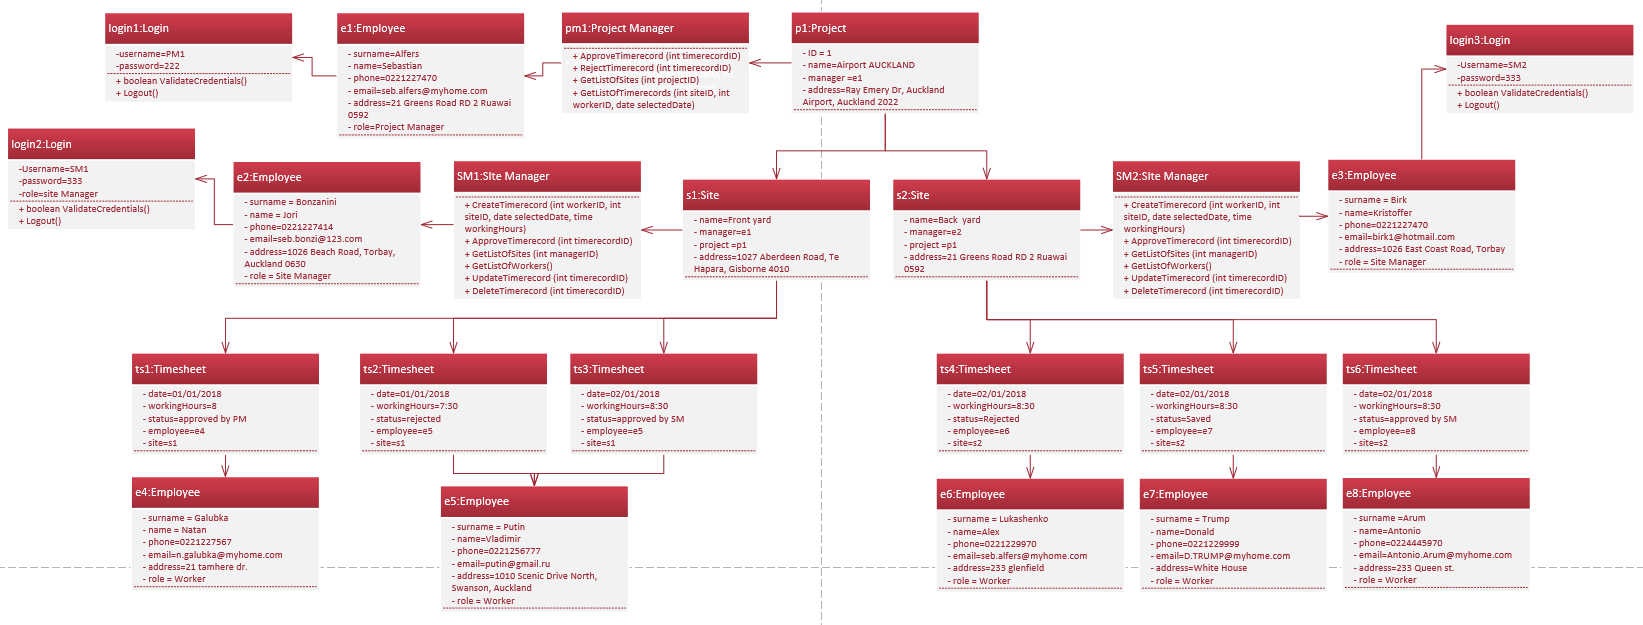 login1:Login
-username=PM1
-password=222
+ boolean ValidateCredentials()
+ Logout()
e1:Employee
- surname=Alfers
- name=Sebastian
- phone=0221227470
- email=seb.alfers@myhome.com
- address=21 Greens Road RD 2 Ruawai
0592
- role=Project Manager
pm1:Project Manager
+ ApproveTimerecord (int timerecordID)
+ RejectTimerecord (int timerecordID)
+ GetListOfSites (int projectID)
+ GetListOfTimerecords (int siteID, int
workerID, date selectedDate)
p1:Project
- ID = 1
- name=Airport AUCKLAND
- manager =e1
- address=Ray Emery Dr, Auckland
Airport, Auckland 2022
login3:Login
-Username=SM2
-password=333
+ boolean ValidateCredentials()
+ Logout()
login2:Login
-Username=SM1
-password=333
-role=site Manager
+ boolean ValidateCredentials()
+ Logout()
e2:Employee
- surname = Bonzanini
- name = Jori
- phone=0221227414
- email=seb.bonzi@123.com
- address=1026 Beach Road, Torbay,
Auckland 0630
- role = Site Manager
SM1:SIte Manager
+ CreateTimerecord (int workerID, int
siteID, date selectedDate, time
workingHours)
+ ApproveTimerecord (int timerecordID)
+ GetListOfSites (int managerID)
+ GetListOfWorkers()
+ UpdateTimerecord (int timerecordID)
+ DeleteTimerecord (int timerecordID)
s1:Site
- name=Front yard
- manager=e1
- project =p1
- address=1027 Aberdeen Road, Te
Hapara, Gisborne 4010
s2:Site
- name=Back  yard
- manager=e2
- project =p1
- address=21 Greens Road RD 2 Ruawai
0592
SM2:SIte Manager
+ CreateTimerecord (int workerID, int
siteID, date selectedDate, time
workingHours)
+ ApproveTimerecord (int timerecordID)
+ GetListOfSites (int managerID)
+ GetListOfWorkers()
+ UpdateTimerecord (int timerecordID)
+ DeleteTimerecord (int timerecordID)
e3:Employee
- surname = Birk
- name=Kristoffer
- phone=0221227470
- email=birk1@hotmail.com
- address=1026 East Coast Road, Torbay
- role = Site Manager
ts1:Timesheet
- date=01/01/2018
- workingHours=8
- status=approved by PM
- employee=e4
- site=s1
ts2:Timesheet
- date=01/01/2018
- workingHours=7:30
- status=rejected
- employee=e5
- site=s1
ts3:Timesheet
- date=02/01/2018
- workingHours=8:30
- status=approved by SM
- employee=e5
- site=s1
ts4:Timesheet
- date=02/01/2018
- workingHours=8:30
- status=Rejected
- employee=e6
- site=s2
ts5:Timesheet
- date=02/01/2018
- workingHours=8:30
- status=Saved
- employee=e7
- site=s2
ts6:Timesheet
- date=02/01/2018
- workingHours=8:30
- status=approved by SM
- employee=e8
- site=s2
e4:Employee
- surname = Galubka
- name = Natan
- phone=0221227567
- email=n.galubka@myhome.com
- address=21 tamhere dr.
- role = Worker
e5:Employee
- surname = Putin
- name=Vladimir
- phone=0221256777
- email=putin@gmail.ru
- address=1010 Scenic Drive North,
Swanson, Auckland
- role = Worker
e6:Employee
- surname = Lukashenko
- name=Alex
- phone=0221229970
- email=seb.alfers@myhome.com
- address=233 glenfield
- role = Worker
e7:Employee
- surname = Trump
- name=Donald
- phone=0221229999
- email=D.TRUMP@myhome.com
- address=White House
- role = Worker
e8:Employee
- surname =Arum
- name=Antonio
- phone=0224445970
- email=Antonio.Arum@myhome.com
- address=233 Queen st.
- role = Worker